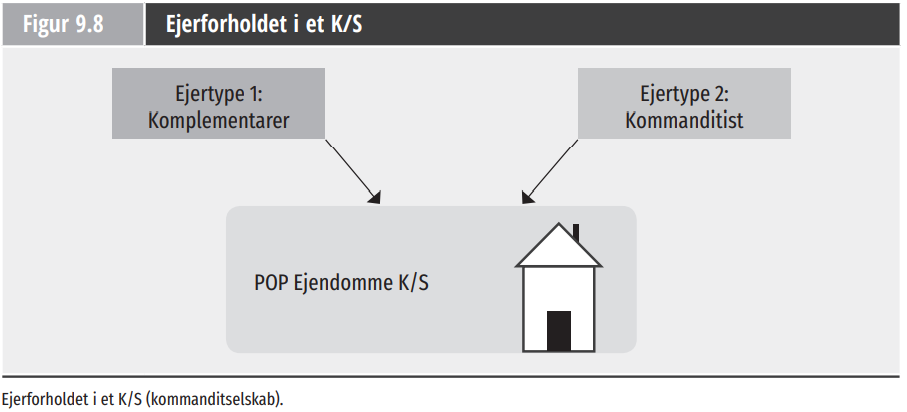 Figur 9.8
Ejerforholdet i et K/S
Ejertype 1:
Komplementarer
Ejertype 2:
Kommanditist
POP Ejendomme K/S
Ejerforholdet i et K/S (kommanditselskab).